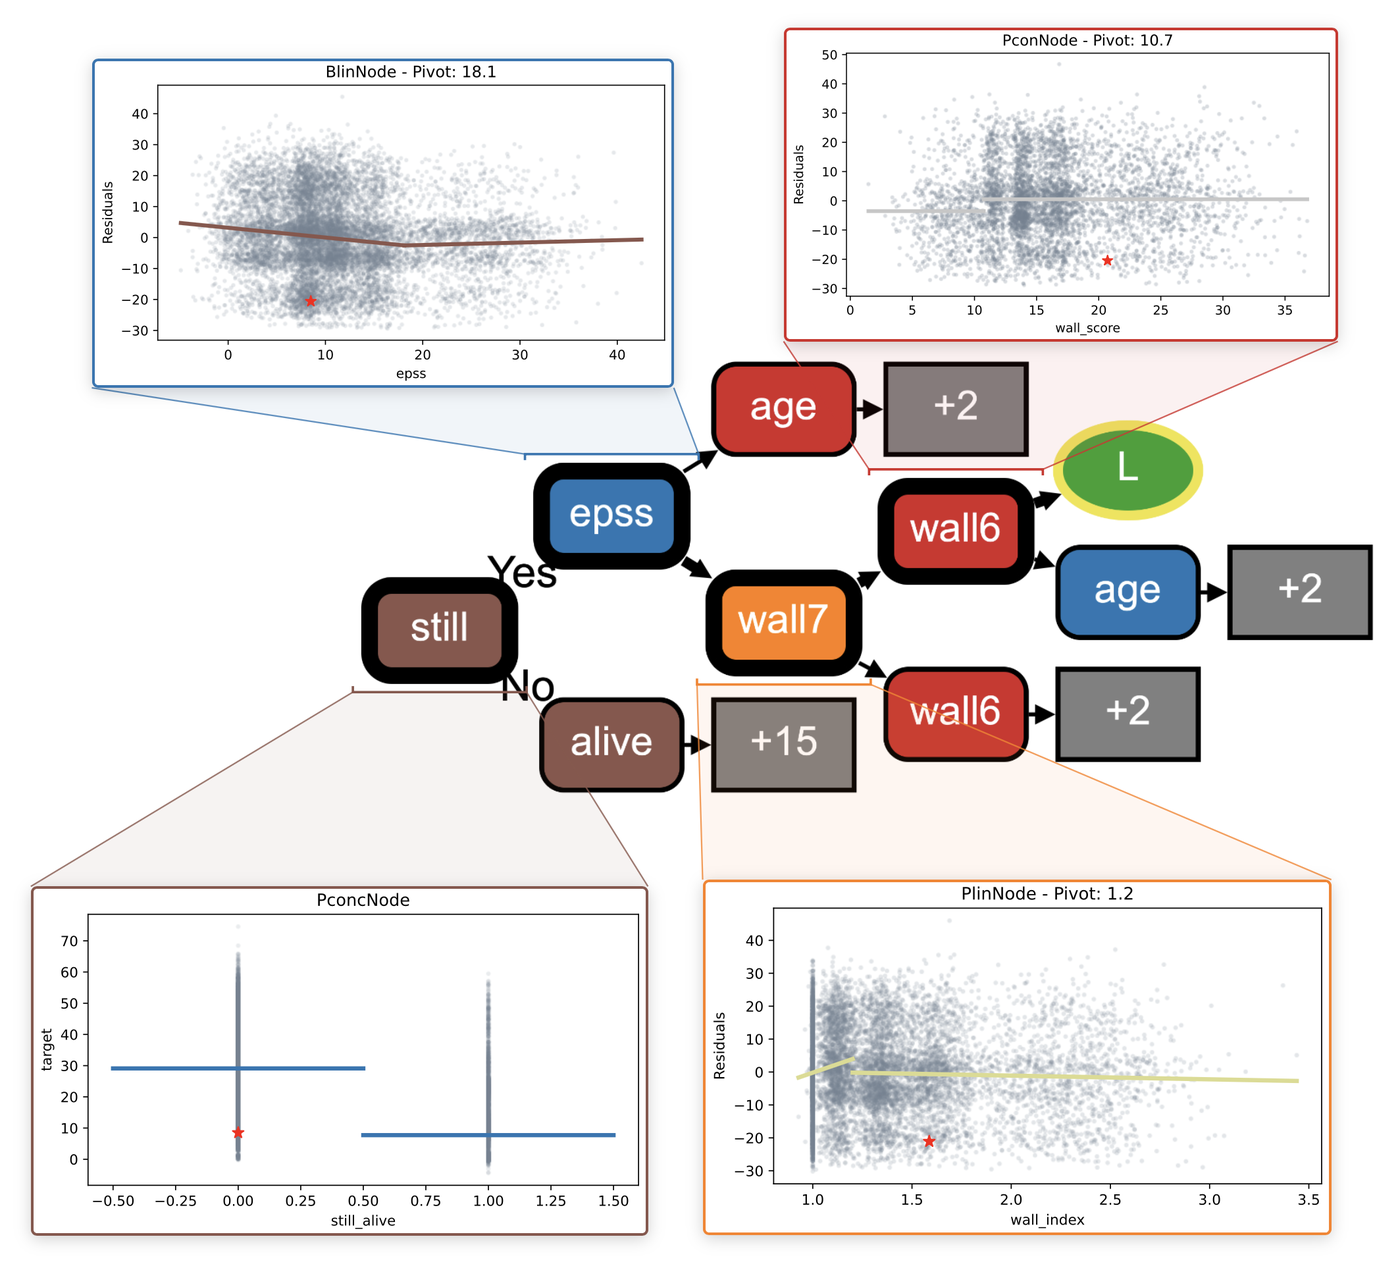 BlinNode - Pivot: 18.1
Residuals
40
30
20
10
0
−10
−20
−30
0
10
20
30
40
epss
PconNode - Pivot: 10.7
Residuals
50
40
30
20
10
0
−10
−20
−30
0
5
10
15
20
25
30
35
wall_score
age
+2
L
epss
wall6
Yes
age
+2
wall7
still
No
wall6
+2
alive
+15
PconcNode
target
70
60
50
40
30
20
10
0
−0.50
−0.25
0.00
0.25
0.50
0.75
1.00
1.25
1.50
still_alive
PlinNode - Pivot: 1.2
Residuals
40
30
20
10
0
−10
−20
−30
1.0
1.5
2.0
2.5
3.0
3.5
wall_index